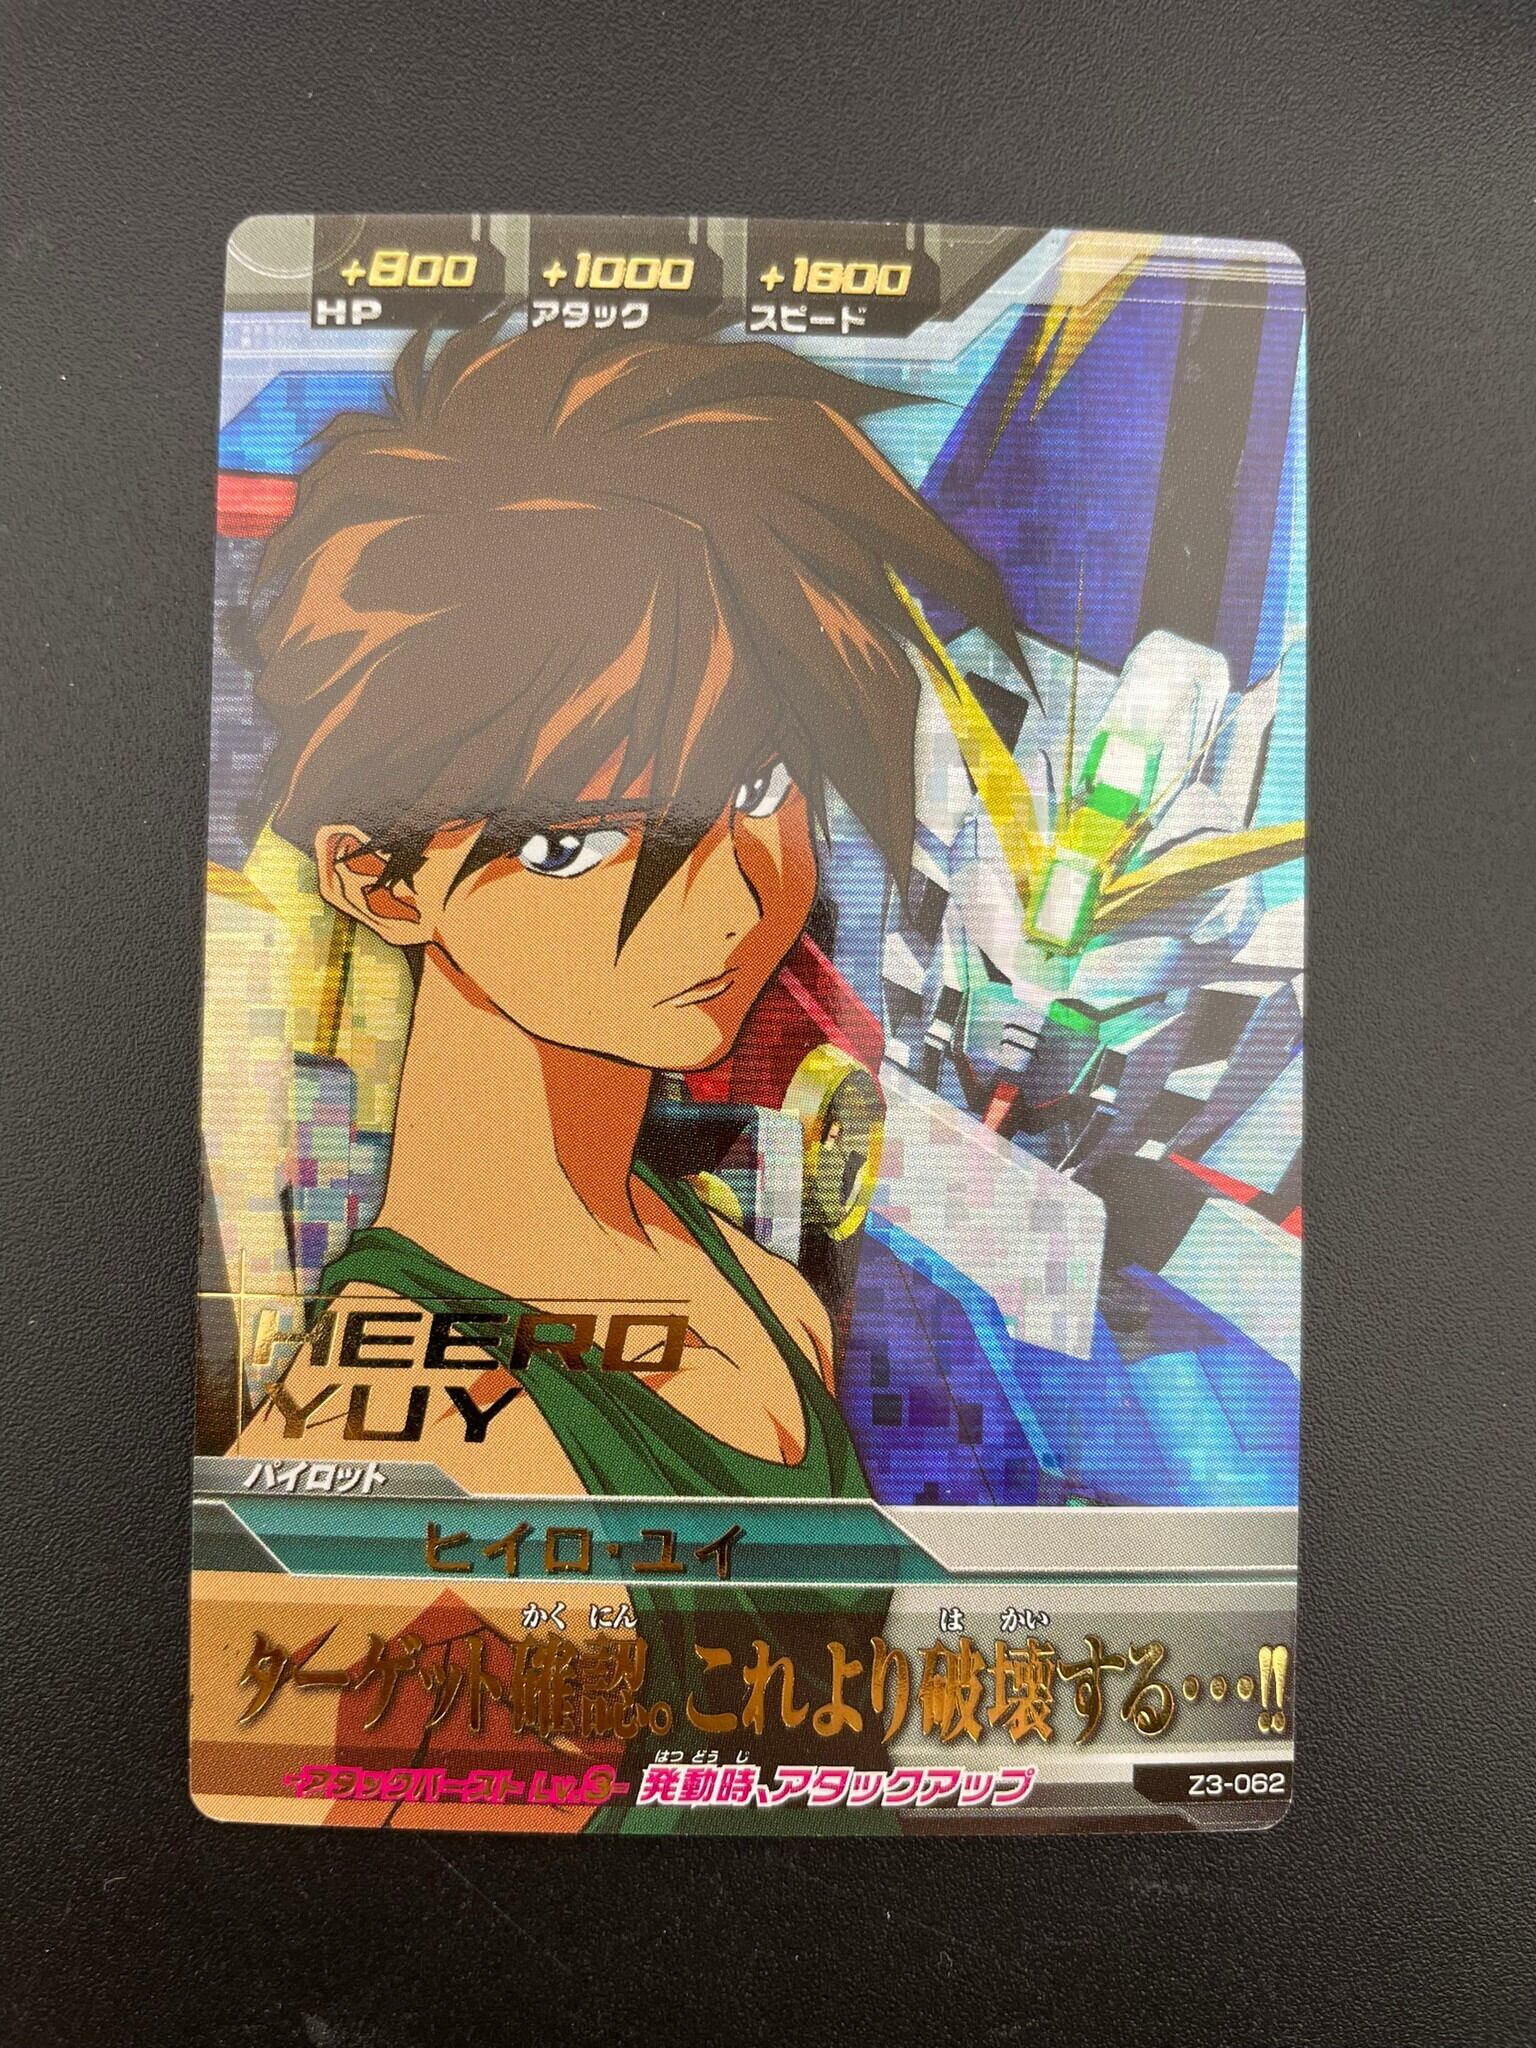 +800
HP
+1000
アタック
+1800
スピード
HEERO
YUY
パイロット
ヒイロ・ユイ
かく にん は かい
ターゲット確認。これより破壊する…!!
はつ どう じ
-アタックバースト Lv.3- 発動時、アタックアップ
Z3-062